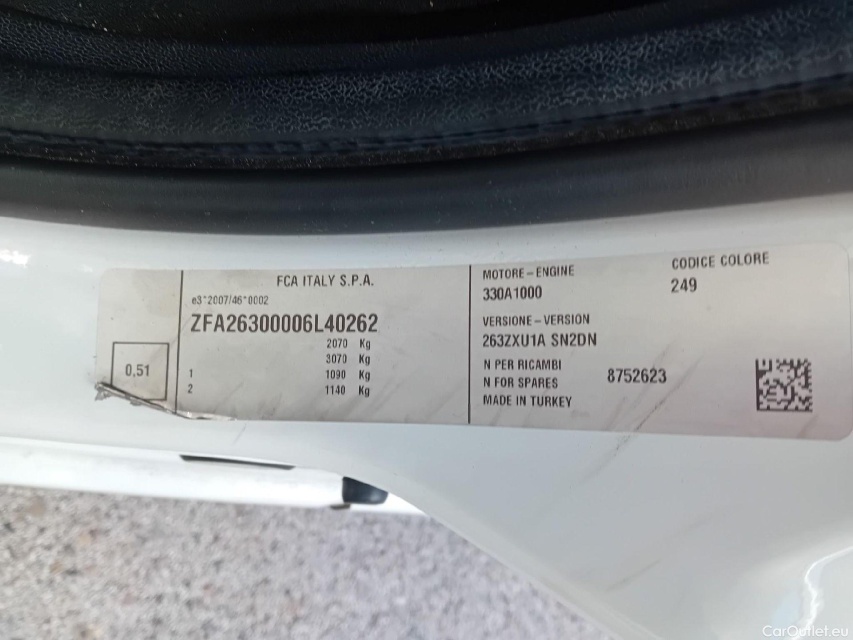 FCA ITALY S.P.A.
e3*2007/46*0002
ZFA26300006L40262
2070 Kg
3070 Kg
1 1090 Kg
2 1140 Kg
0,51
MOTORE - ENGINE
330A1000
CODICE COLORE
249
VERSIONE - VERSION
263ZXU1A SN2DN
N PER RICAMBI
N FOR SPARES
8752623
MADE IN TURKEY
CarOutlet.eu